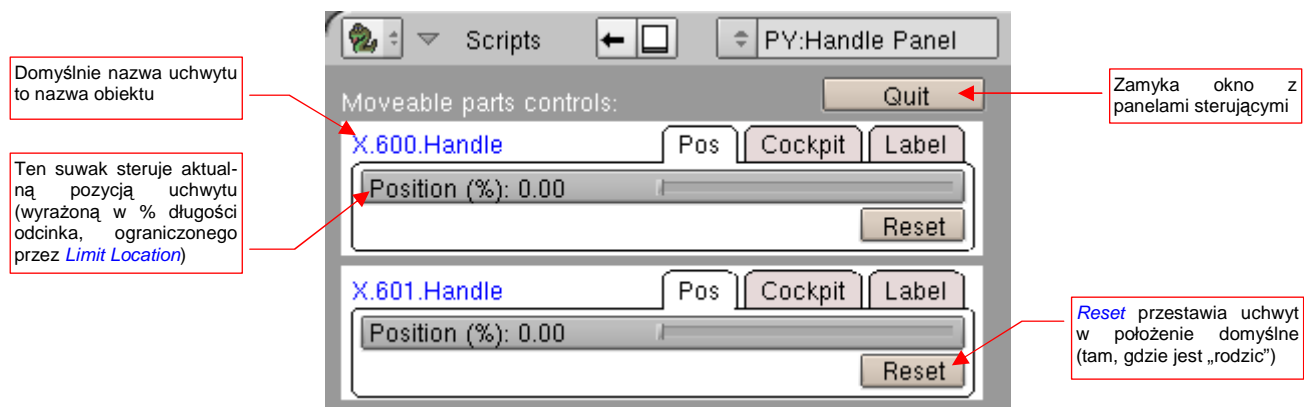 Scripts
PY:Handle Panel
Domyślnie nazwa uchwytu
to nazwa obiektu
Moveable parts controls:
Quit
Zamyka okno z
panelami sterującymi
X.600.Handle
Pos
Cockpit
Label
Ten suwak steruje aktual-
ną pozycją uchwytu
(wyrażoną w % długości
odcinka, ograniczonego
przez Limit Location)
Position (%): 0.00
Reset
X.601.Handle
Pos
Cockpit
Label
Position (%): 0.00
Reset
Reset przestawia uchwyt
w położenie domyślne
(tam, gdzie jest „rodzic”)